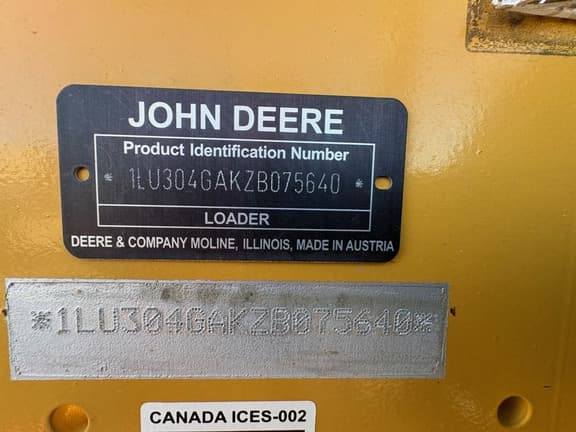 JOHN DEERE
Product Identification Number
* 1LU304GAKZB075640 *
LOADER
DEERE & COMPANY MOLINE, ILLINOIS, MADE IN AUSTRIA
*1LU304GAKZB075640*
CANADA ICES-002